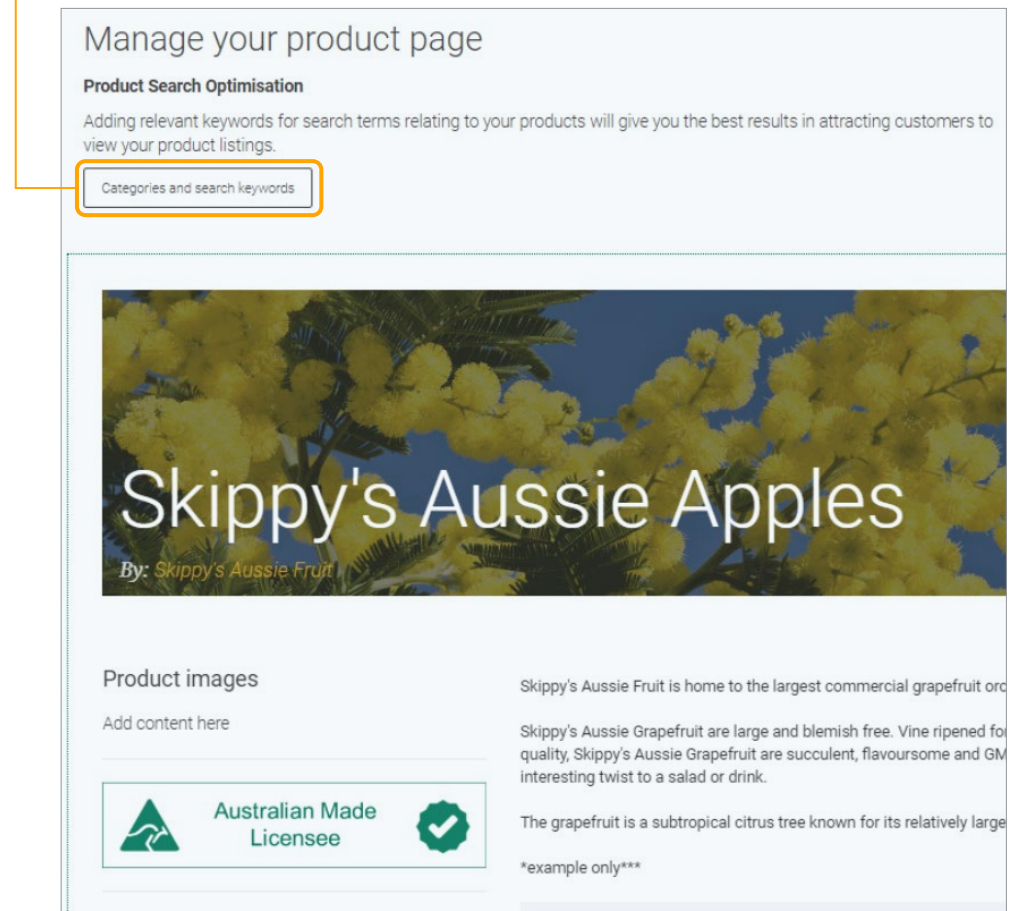 Manage your product page
Product Search Optimisation
Adding relevant keywords for search terms relating to your products will give you the best results in attracting customers to
view your product listings.
Categories and search keywords
Skippy's Aussie Apples
By: Skippy's Aussie Fruit
Product images
Add content here
Australian Made
Licensee
Skippy's Aussie Fruit is home to the largest commercial grapefruit orc
Skippy's Aussie Grapefruit are large and blemish free. Vine ripened for
quality, Skippy's Aussie Grapefruit are succulent, flavoursome and GM
interesting twist to a salad or drink.
The grapefruit is a subtropical citrus tree known for its relatively large
*example only***